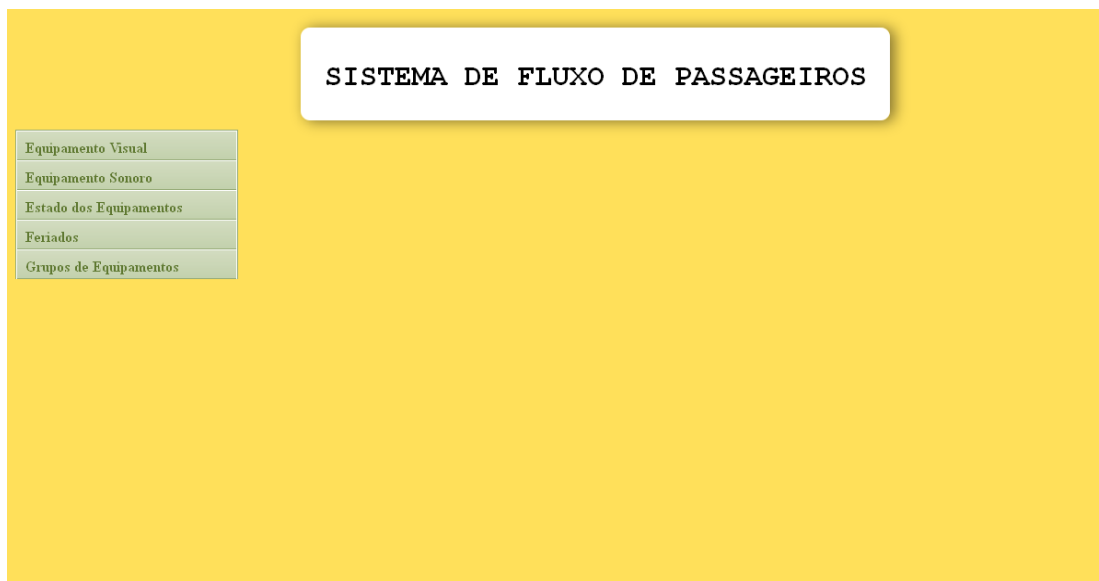 SISTEMA DE FLUXO DE PASSAGEIROS
Equipamento Visual
Equipamento Sonoro
Estado dos Equipamentos
Feriados
Grupos de Equipamentos